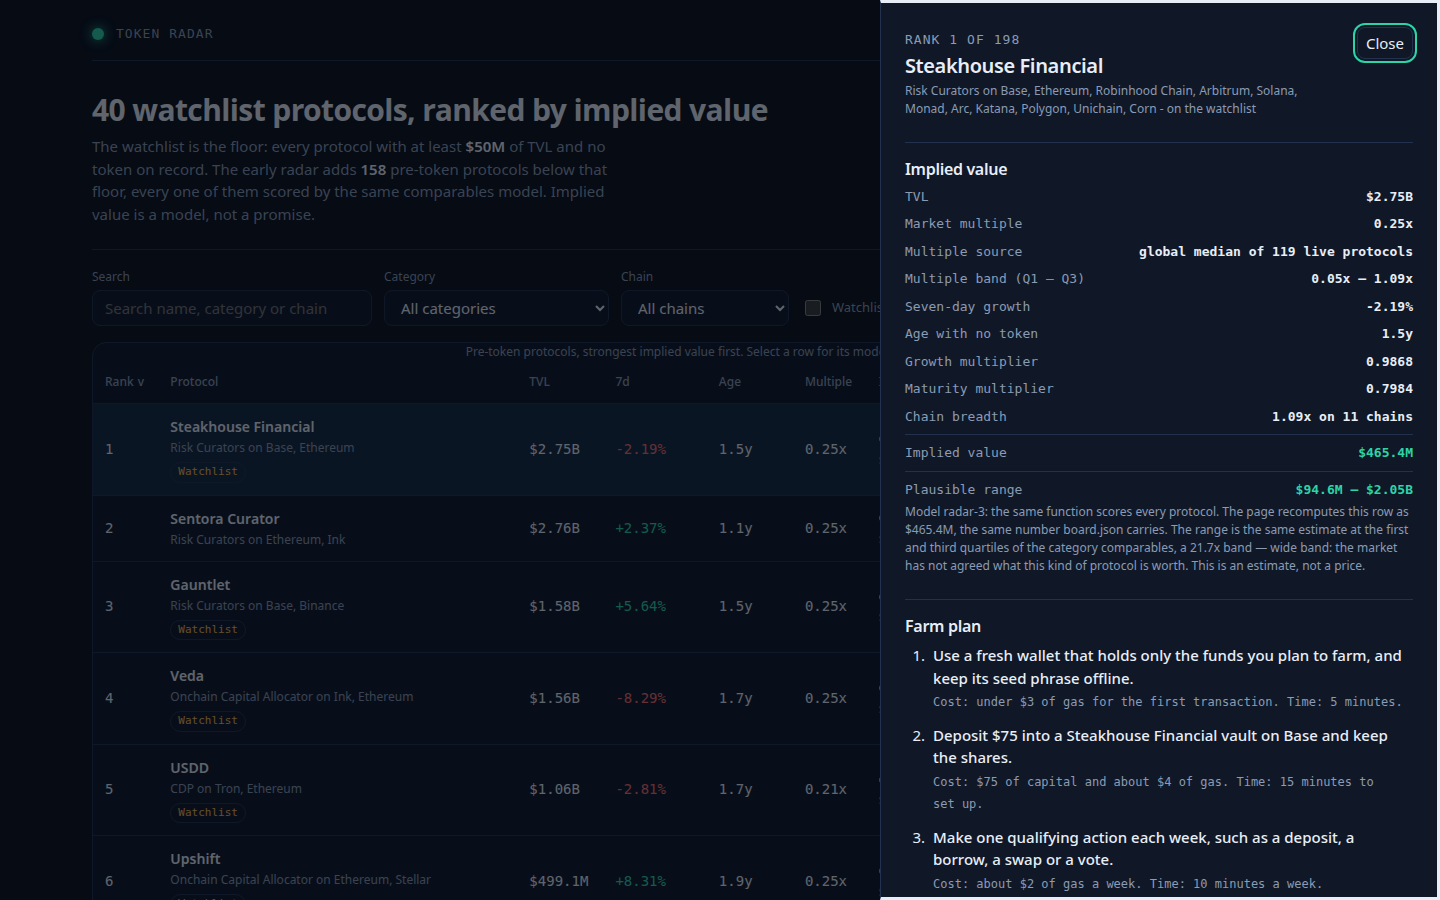 TOKEN RADAR
40 watchlist protocols, ranked by implied value
The watchlist is the floor: every protocol with at least $50M of TVL and no
token on record. The early radar adds 158 pre-token protocols below that
floor, every one of them scored by the same comparables model. Implied
value is a model, not a promise.
Search
Category
Chain
Search name, category or chain
All categories
All chains
Pre-token protocols, strongest implied value first. Select a row for its
Rank v
Protocol
TVL
7d
Age
Multiple
1
Steakhouse Financial
Risk Curators on Base, Ethereum
Watchlist
$2.75B
-2.19%
1.5y
0.25x
2
Sentora Curator
Risk Curators on Ethereum, Ink
$2.76B
+2.37%
1.1y
0.25x
3
Gauntlet
Risk Curators on Base, Binance
Watchlist
$1.58B
+5.64%
1.5y
0.25x
4
Veda
Onchain Capital Allocator on Ink, Ethereum
Watchlist
$1.56B
-8.29%
1.7y
0.25x
5
USDD
CDP on Tron, Ethereum
Watchlist
$1.06B
-2.81%
1.7y
0.21x
6
Upshift
Onchain Capital Allocator on Ethereum, Stellar
$499.1M
+8.31%
1.9y
0.25x
RANK 1 OF 198
Close
Steakhouse Financial
Risk Curators on Base, Ethereum, Robinhood Chain, Arbitrum, Solana,
Monad, Arc, Katana, Polygon, Unichain, Corn - on the watchlist
Implied value
TVL $2.75B
Market multiple 0.25x
Multiple source global median of 119 live protocols
Multiple band (Q1 – Q3) 0.05x – 1.09x
Seven-day growth -2.19%
Age with no token 1.5y
Growth multiplier 0.9868
Maturity multiplier 0.7984
Chain breadth 1.09x on 11 chains
Implied value $465.4M
Plausible range $94.6M – $2.05B
Model radar-3: the same function scores every protocol. The page recomputes this row as
$465.4M, the same number board.json carries. The range is the same estimate at the first
and third quartiles of the category comparables, a 21.7x band — wide band: the market
has not agreed what this kind of protocol is worth. This is an estimate, not a price.
Farm plan
1. Use a fresh wallet that holds only the funds you plan to farm, and
keep its seed phrase offline.
Cost: under $3 of gas for the first transaction. Time: 5 minutes.
2. Deposit $75 into a Steakhouse Financial vault on Base and keep
the shares.
Cost: $75 of capital and about $4 of gas. Time: 15 minutes to
set up.
3. Make one qualifying action each week, such as a deposit, a
borrow, a swap or a vote.
Cost: about $2 of gas a week. Time: 10 minutes a week.